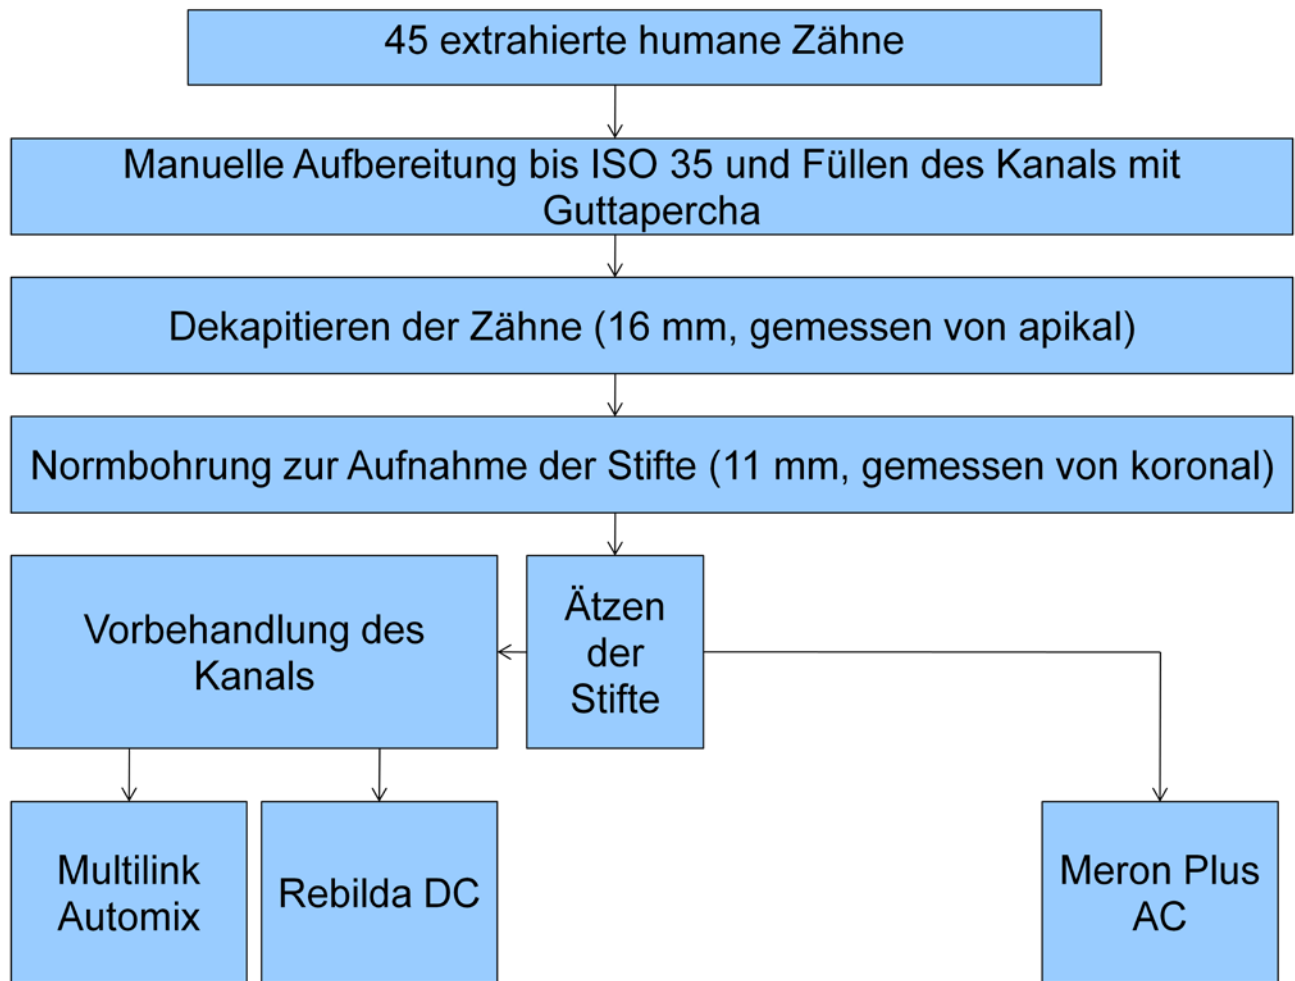 45 extrahierte humane Zähne
Manuelle Aufbereitung bis ISO 35 und Füllen des Kanals mit
Guttapercha
Dekapitieren der Zähne (16 mm, gemessen von apikal)
Normbohrung zur Aufnahme der Stifte (11 mm, gemessen von koronal)
Vorbehandlung des
Kanals
Ätzen
der
Stifte
Multilink
Automix
Rebilda DC
Meron Plus
AC